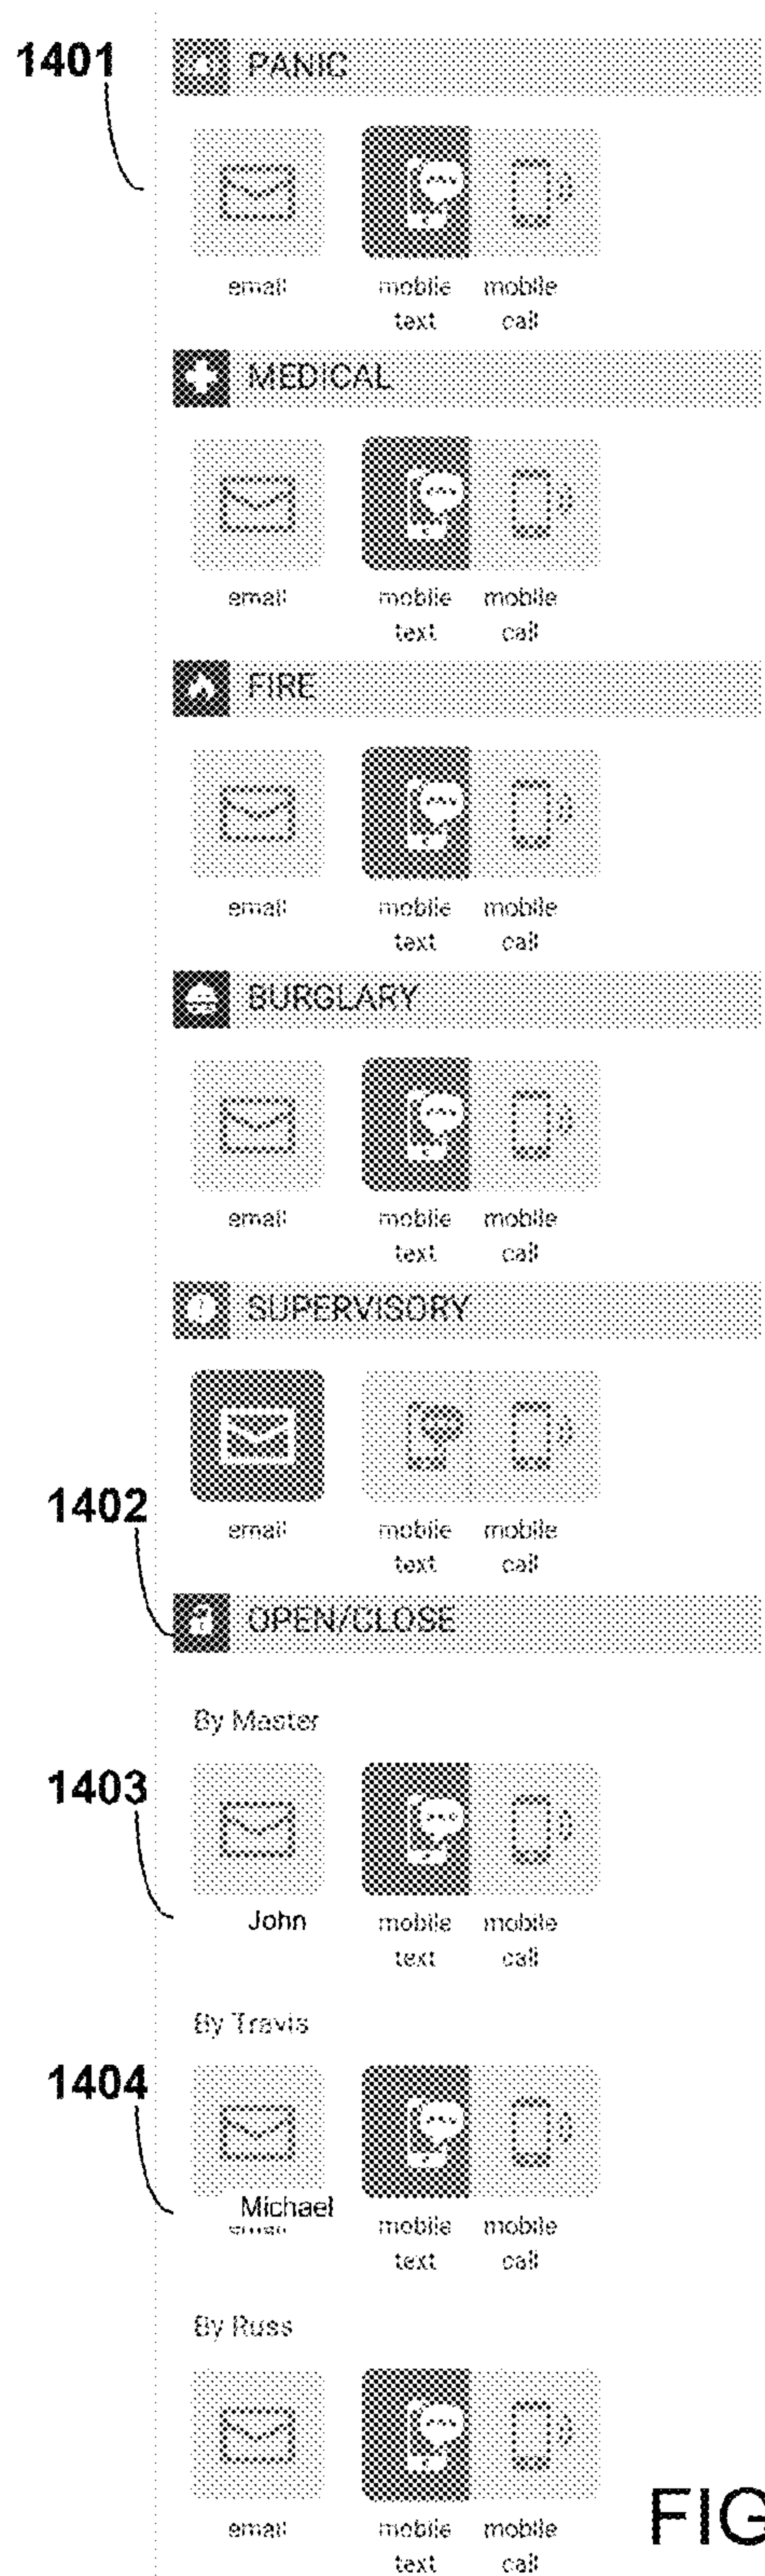 1401
PANIC
email mobile mobile
text call
MEDICAL
email mobile mobile
text call
FIRE
email mobile mobile
text call
BURGLARY
email mobile mobile
text call
SUPERVISORY
1402
email mobile mobile
text call
OPEN/CLOSE
By Master
1403
John mobile mobile
text call
By Travis
1404
Michael
email mobile mobile
text call
By Russ
email mobile mobile
text call
FIG